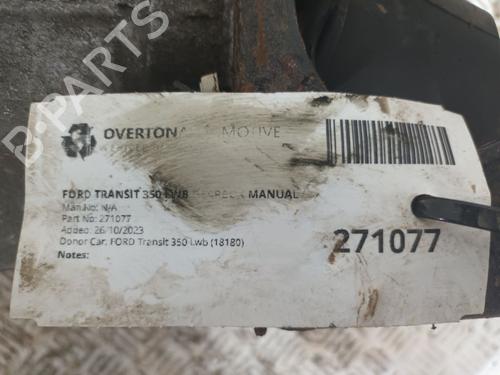 B-PARTS
OVERTON
FORD TRANSIT 350 LWB MANUAL
Man No: N/A
Part No: 271077
Added: 26/10/2023
Donor Car: FORD Transit 350 Lwb (18180)
Notes:
271077